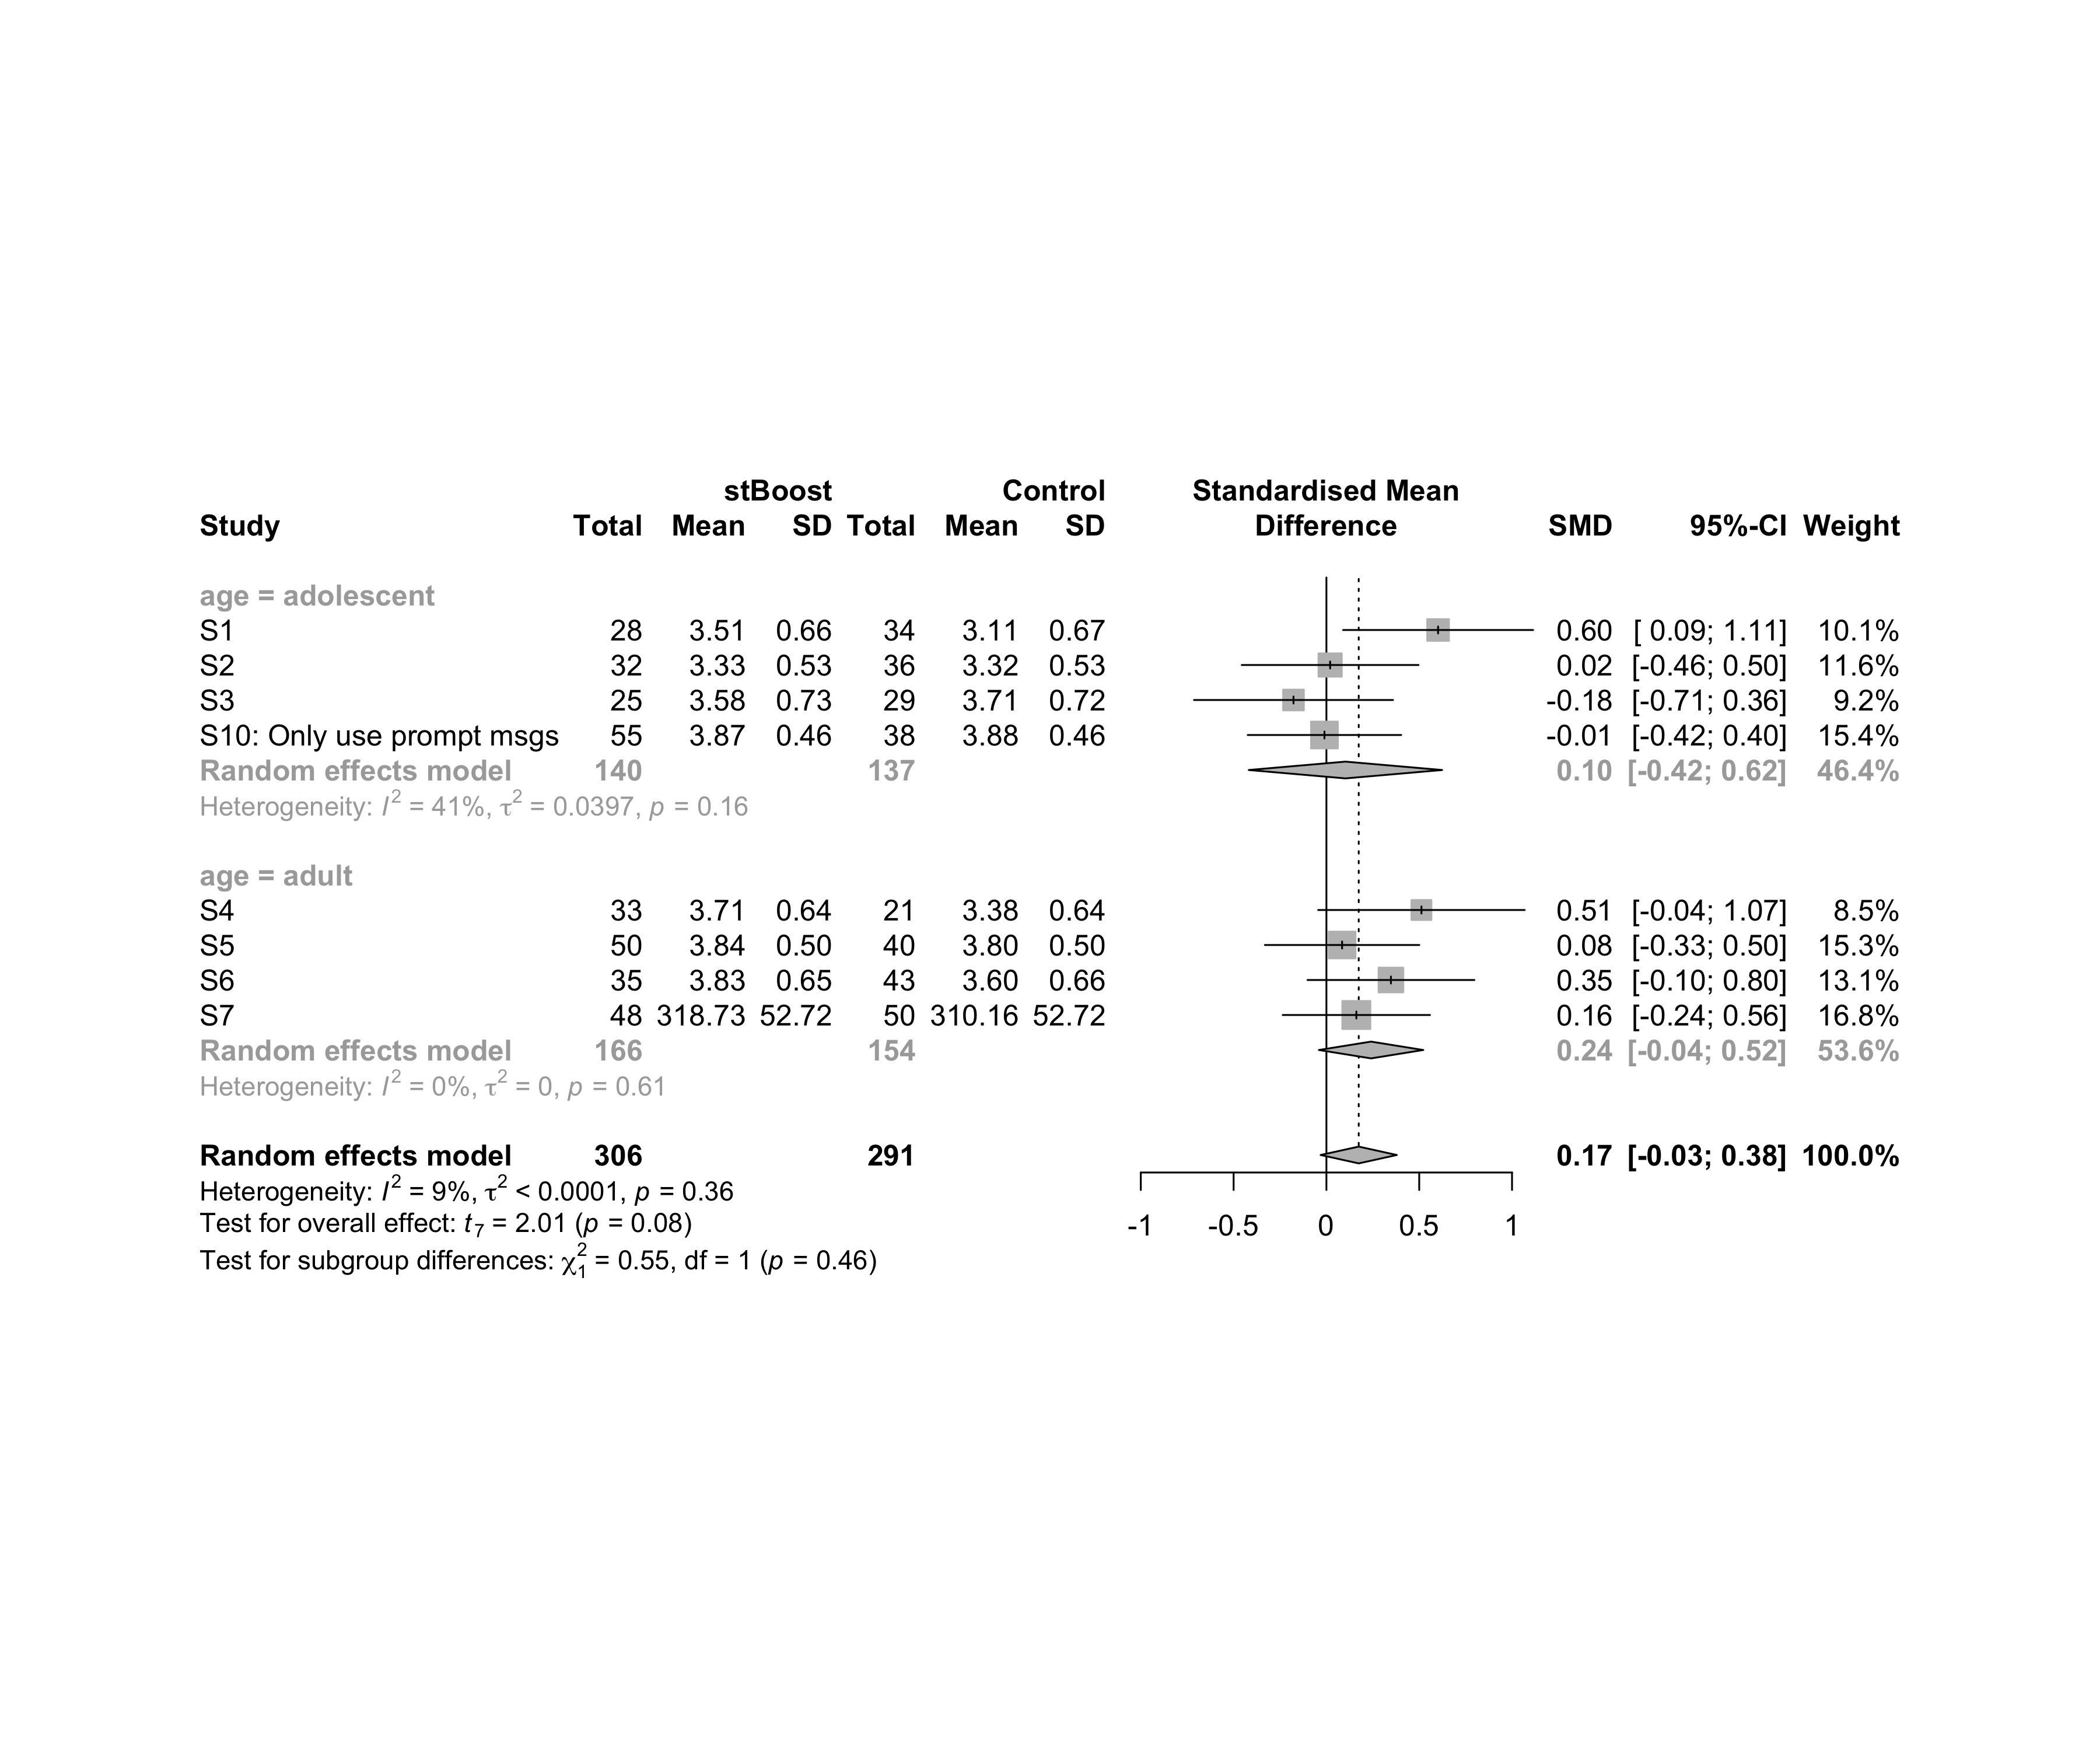 stBoost Control Standardised Mean
Study Total Mean SD Total Mean SD Difference SMD 95%-CI Weight
age = adolescent
S1 28 3.51 0.66 34 3.11 0.67 0.60 [ 0.09; 1.11] 10.1%
S2 32 3.33 0.53 36 3.32 0.53 0.02 [-0.46; 0.50] 11.6%
S3 25 3.58 0.73 29 3.71 0.72 -0.18 [-0.71; 0.36] 9.2%
S10: Only use prompt msgs 55 3.87 0.46 38 3.88 0.46 -0.01 [-0.42; 0.40] 15.4%
Random effects model 140 137 0.10 [-0.42; 0.62] 46.4%
Heterogeneity: I² = 41%, τ² = 0.0397, p = 0.16
age = adult
S4 33 3.71 0.64 21 3.38 0.64 0.51 [-0.04; 1.07] 8.5%
S5 50 3.84 0.50 40 3.80 0.50 0.08 [-0.33; 0.50] 15.3%
S6 35 3.83 0.65 43 3.60 0.66 0.35 [-0.10; 0.80] 13.1%
S7 48 318.73 52.72 50 310.16 52.72 0.16 [-0.24; 0.56] 16.8%
Random effects model 166 154 0.24 [-0.04; 0.52] 53.6%
Heterogeneity: I² = 0%, τ² = 0, p = 0.61
Random effects model 306 291 0.17 [-0.03; 0.38] 100.0%
Heterogeneity: I² = 9%, τ² < 0.0001, p = 0.36
Test for overall effect: t₇ = 2.01 (p = 0.08)
-1 -0.5 0 0.5 1
Test for subgroup differences: χ₁² = 0.55, df = 1 (p = 0.46)